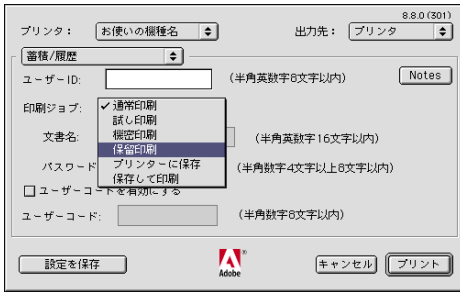 8.8.0 (301)
プリンタ： お使いの機種名 出力先： プリンタ
蓄積/履歴
ユーザーID: (半角英数字8文字以内) Notes
印刷ジョブ: ✓通常印刷
試し印刷
機密印刷
文書名: 保留印刷 (半角英数字16文字以内)
プリンターに保存
パスワード (半角数字4文字以上8文字以内)
保存して印刷
ユーザーコードを有効にする
ユーザーコード: (半角数字8文字以内)
設定を保存 Adobe キャンセル プリント